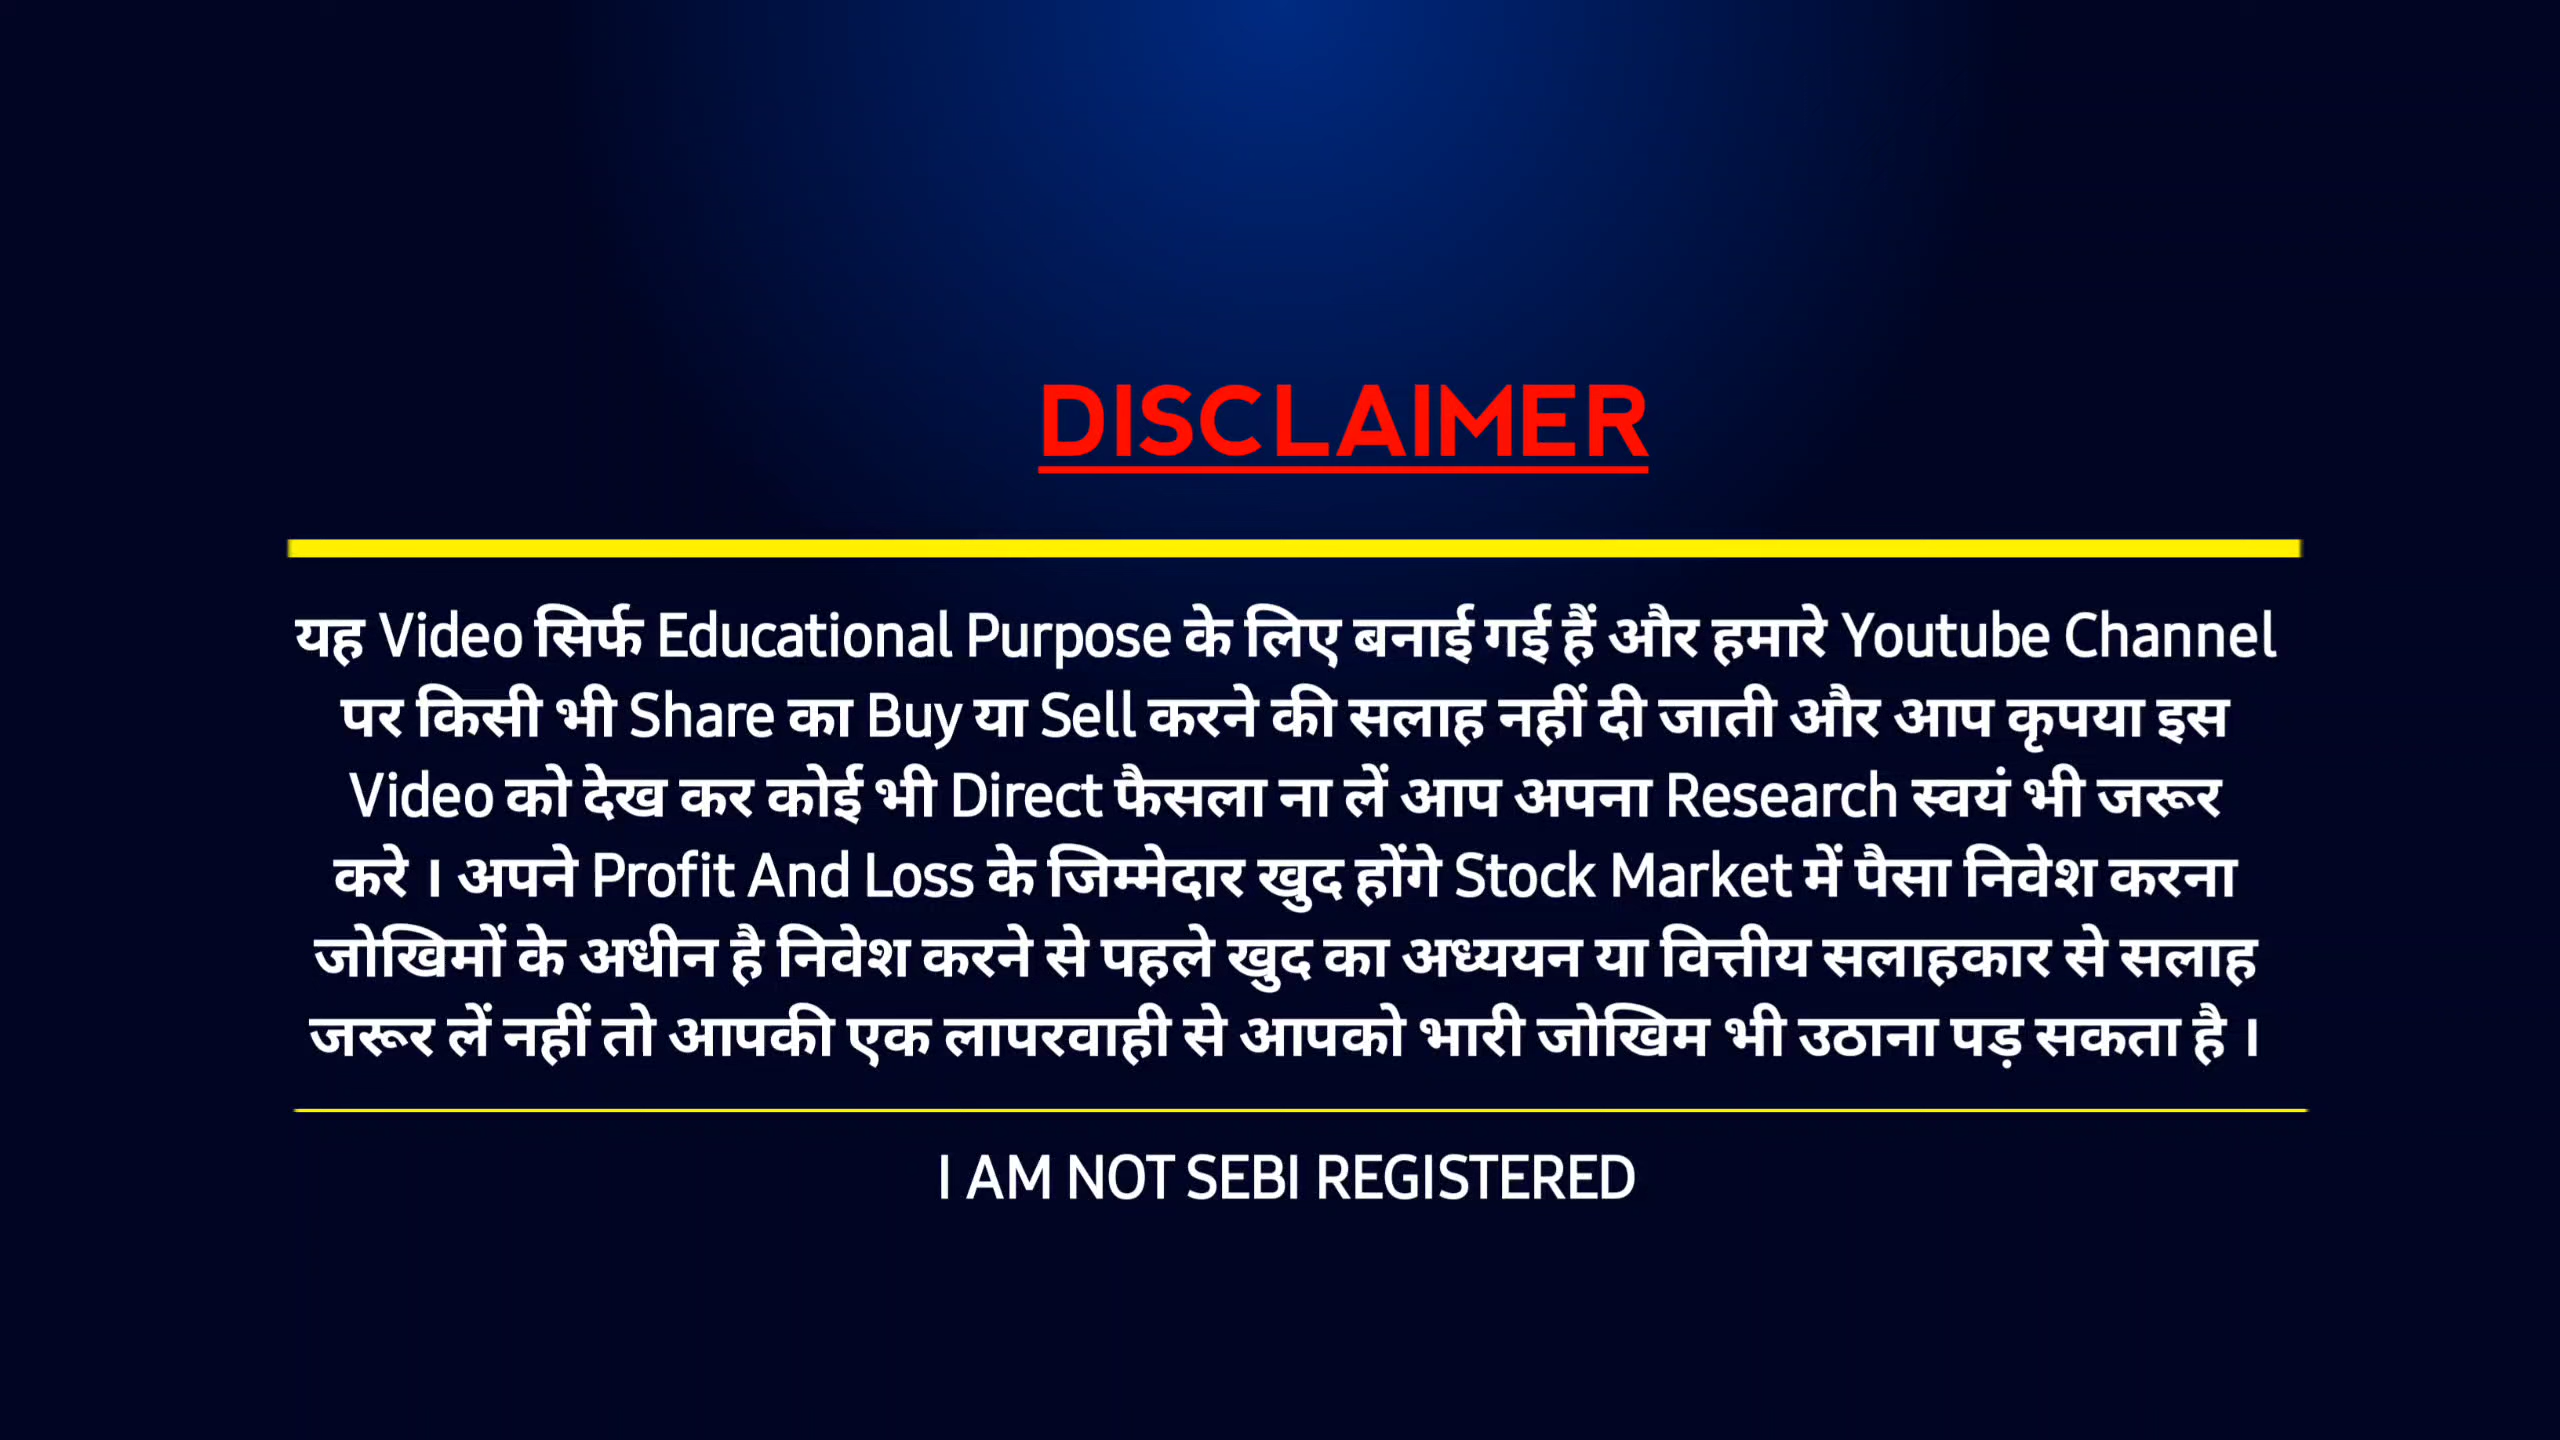 DISCLAIMER
यह Video सिर्फ Educational Purpose के लिए बनाई गई हैं और हमारे Youtube Channel
पर किसी भी Share का Buy या Sell करने की सलाह नहीं दी जाती और आप कृपया इस
Video को देख कर कोई भी Direct फैसला ना लें आप अपना Research स्वयं भी जरूर
करे । अपने Profit And Loss के जिम्मेदार खुद होंगे Stock Market में पैसा निवेश करना
जोखिमों के अधीन है निवेश करने से पहले खुद का अध्ययन या वित्तीय सलाहकार से सलाह
जरूर लें नहीं तो आपकी एक लापरवाही से आपको भारी जोखिम भी उठाना पड़ सकता है ।
I AM NOT SEBI REGISTERED